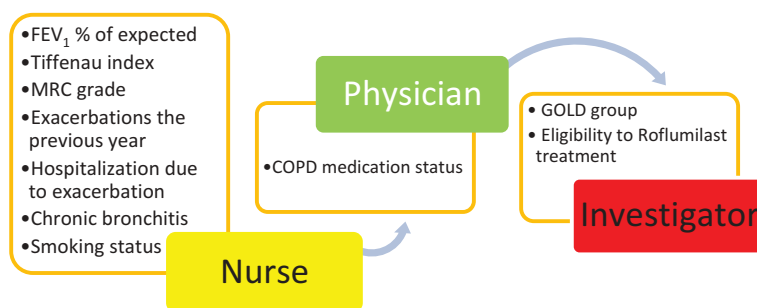 •FEV1 % of expected
•Tiffenau index
•MRC grade
•Exacerbations the
previous year
•Hospitalization due
to exacerbation
•Chronic bronchitis
•Smoking status
Nurse
Physician
•COPD medication status
• GOLD group
• Eligibility to Roflumilast
treatment
Investigator